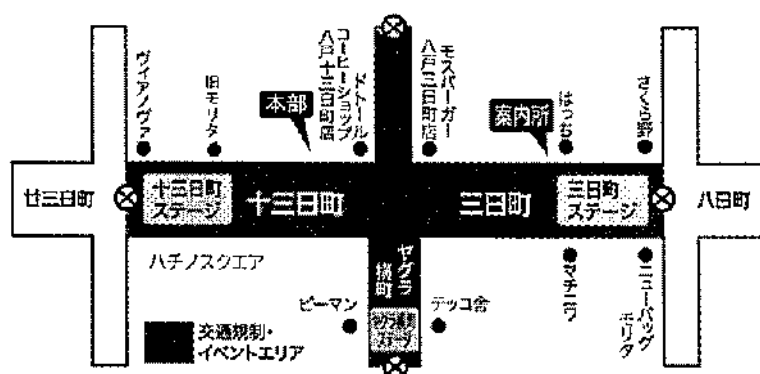 ヴィアノヴァ
旧モリタ
本部
ドトール
コーヒーショップ
八戸十三日町店
モスバーガー
八戸三日町店
案内所
はっち
さくら野
廿三日町
十三日町
ステージ
十三日町
三日町
三日町
ステージ
八日町
ハチノスクエア
ヤグラ
横町
ピーマン
ステージ
テッコ舎
マチニワ
ニューバッグ
モリタ
交通規制・
イベントエリア